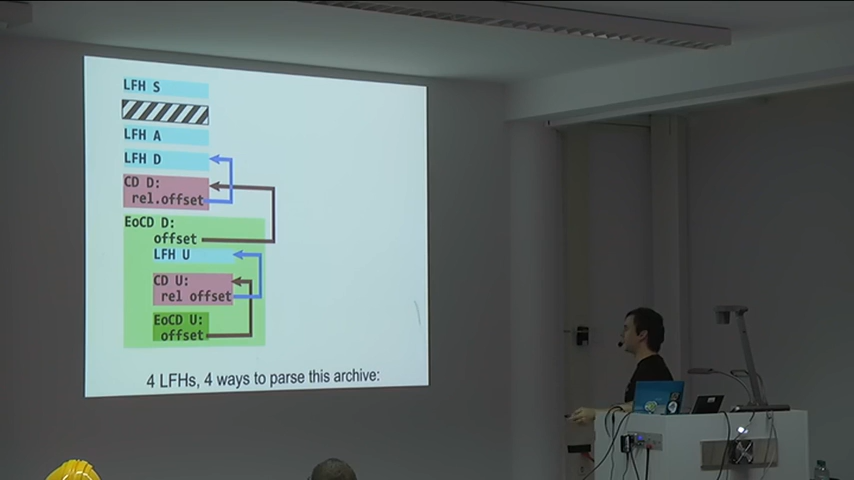 LFH S
LFH A
LFH D
CD D:
rel.offset
EoCD D:
offset
LFH U
CD U:
rel offset
EoCD U:
offset
4 LFHs, 4 ways to parse this archive: